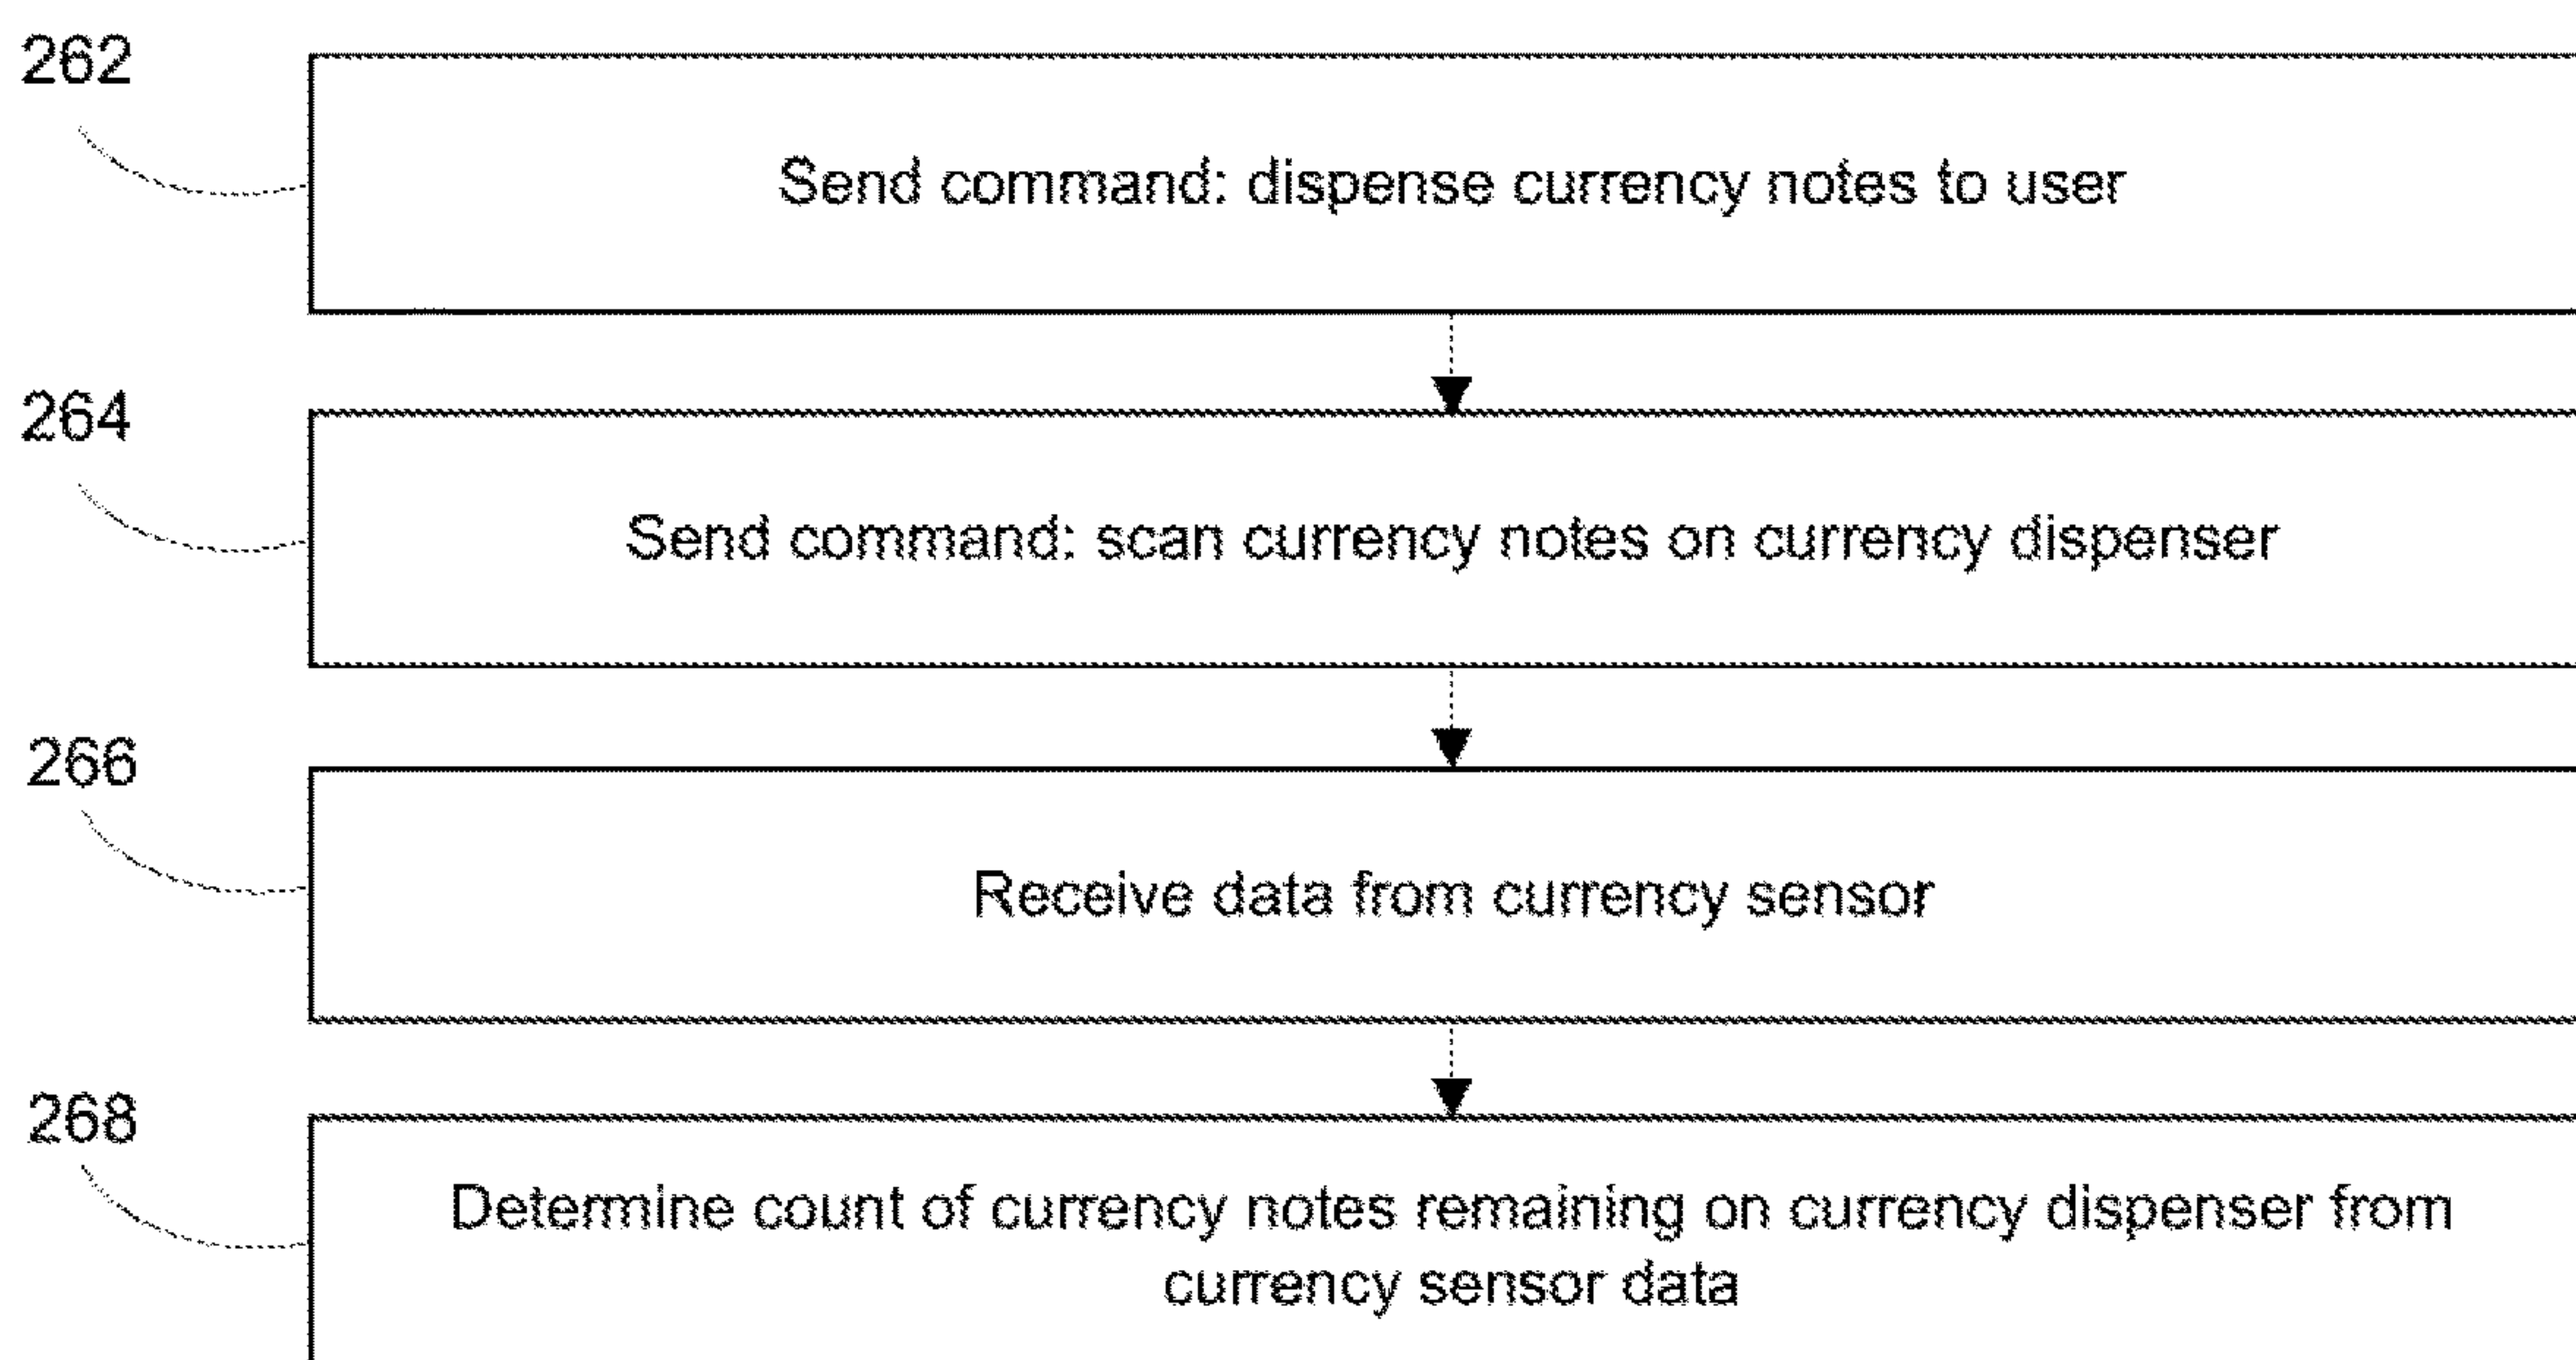 262
Send command: dispense currency notes to user
264
Send command: scan currency notes on currency dispenser
266
Receive data from currency sensor
268
Determine count of currency notes remaining on currency dispenser from
currency sensor data